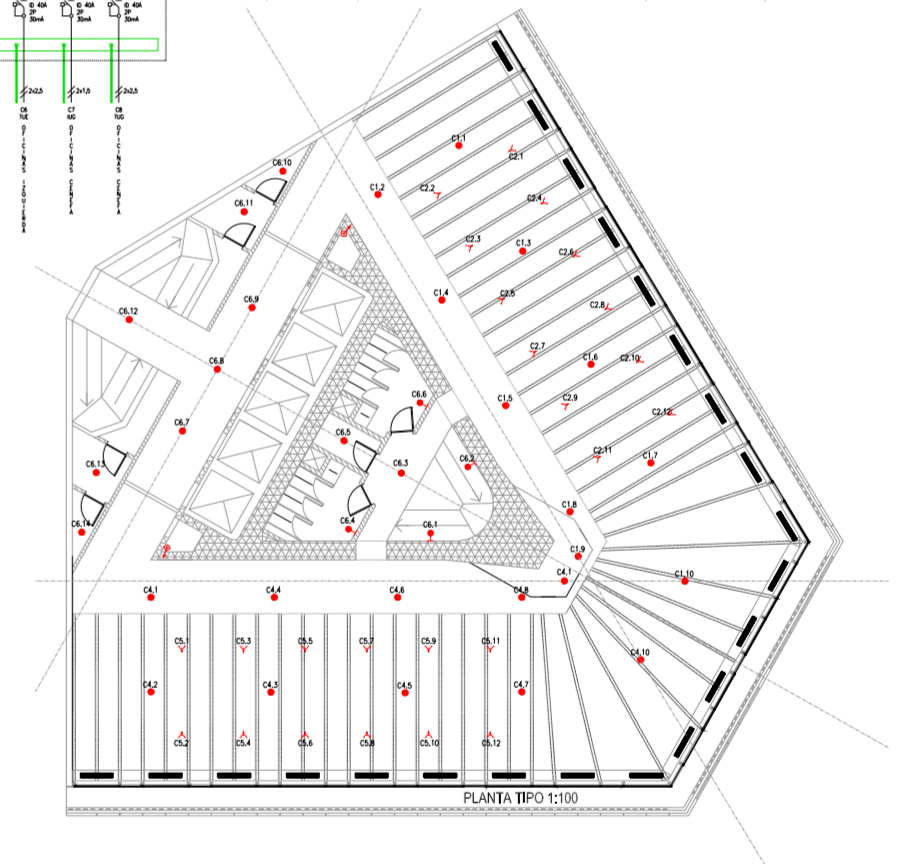 ID 40A
2P
30mA
ID 40A
2P
30mA
ID 40A
2P
30mA
2x2,5
2x1,5
2x2,5
C6
TUE
OFICINAS IZQUIERDA
C7
IUG
OFICINAS CENEFA
C8
TUG
OFICINAS CENEFA
C1.1
C2.1
C6.10
C1.2
C2.2
C2.4
C6.11
C2.3
C1.3
C2.6
C6.9
C1.4
C2.5
C2.8
C6.12
C2.7
C1.6
C2.10
C6.8
C6.6
C1.5
C2.9
C2.12
C6.7
C6.5
C2.11
C1.7
C6.13
C6.3
C6.2
C1.8
C6.14
C6.4
C6.1
C1.9
C4.1
C1.10
C4.1
C4.4
C4.6
C4.8
C5.1
C5.3
C5.5
C5.7
C5.9
C5.11
C4.10
C4.2
C4.3
C4.5
C4.7
C5.2
C5.4
C5.6
C5.8
C5.10
C5.12
PLANTA TIPO 1:100